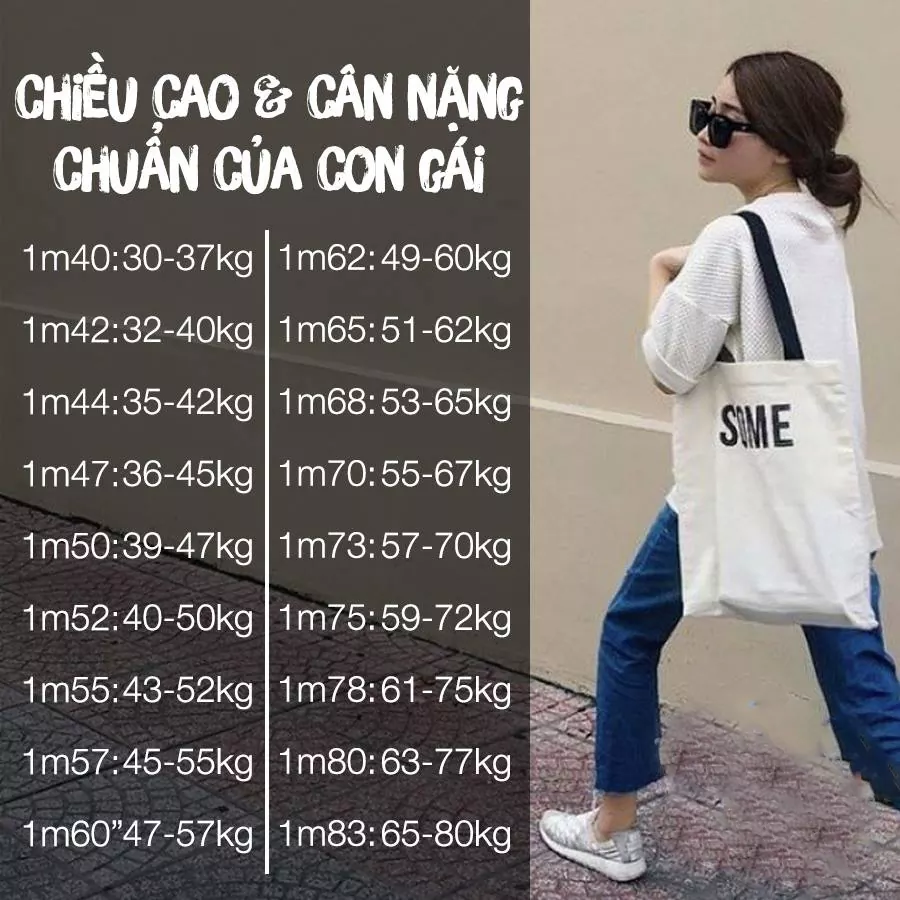 CHIỀU CAO & CÂN NẶNG
CHUẨN CỦA CON GÁI
1m40:30-37kg
1m42:32-40kg
1m44:35-42kg
1m47:36-45kg
1m50:39-47kg
1m52:40-50kg
1m55:43-52kg
1m57:45-55kg
1m60”47-57kg
1m62:49-60kg
1m65:51-62kg
1m68:53-65kg
1m70:55-67kg
1m73:57-70kg
1m75:59-72kg
1m78:61-75kg
1m80:63-77kg
1m83:65-80kg
SOME